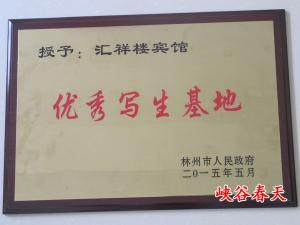 授予：汇祥楼宾馆
优秀写生基地
林州市人民政府
二〇一五年五月
峡谷春天